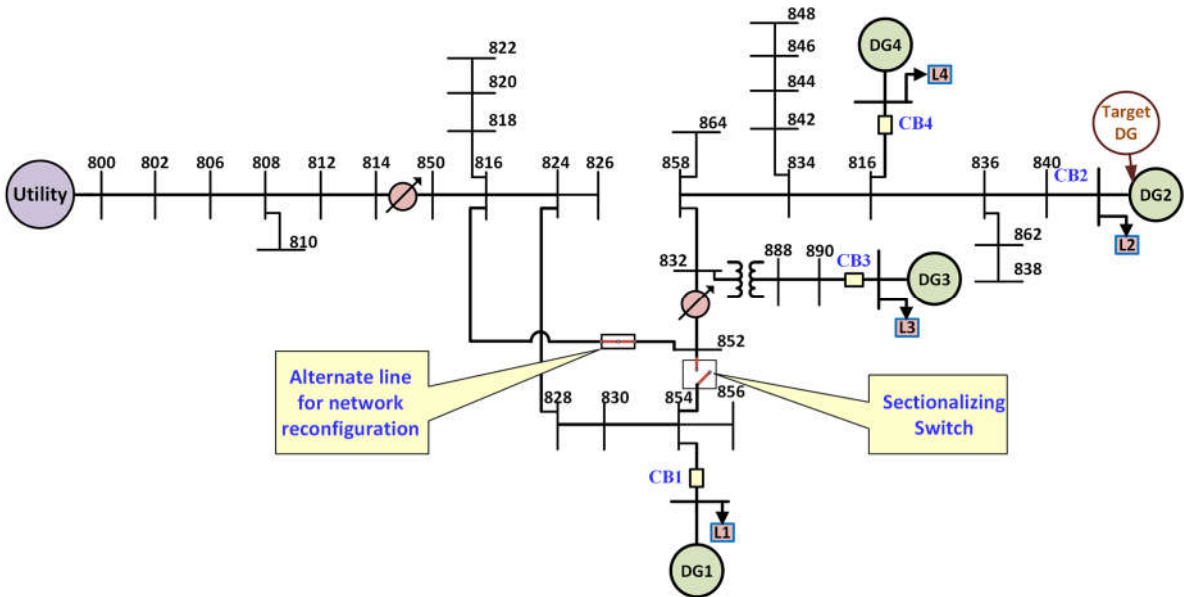 848
822
846
DG4
L4
820
844
CB4
Target
DG
818
864
842
800
802
806
808
812
814
850
816
824
826
858
834
816
836
840
CB2
Utility
DG2
810
L2
862
888
890
CB3
832
838
DG3
L3
852
Alternate line
for network
reconfiguration
828
830
854
856
Sectionalizing
Switch
CB1
L1
DG1